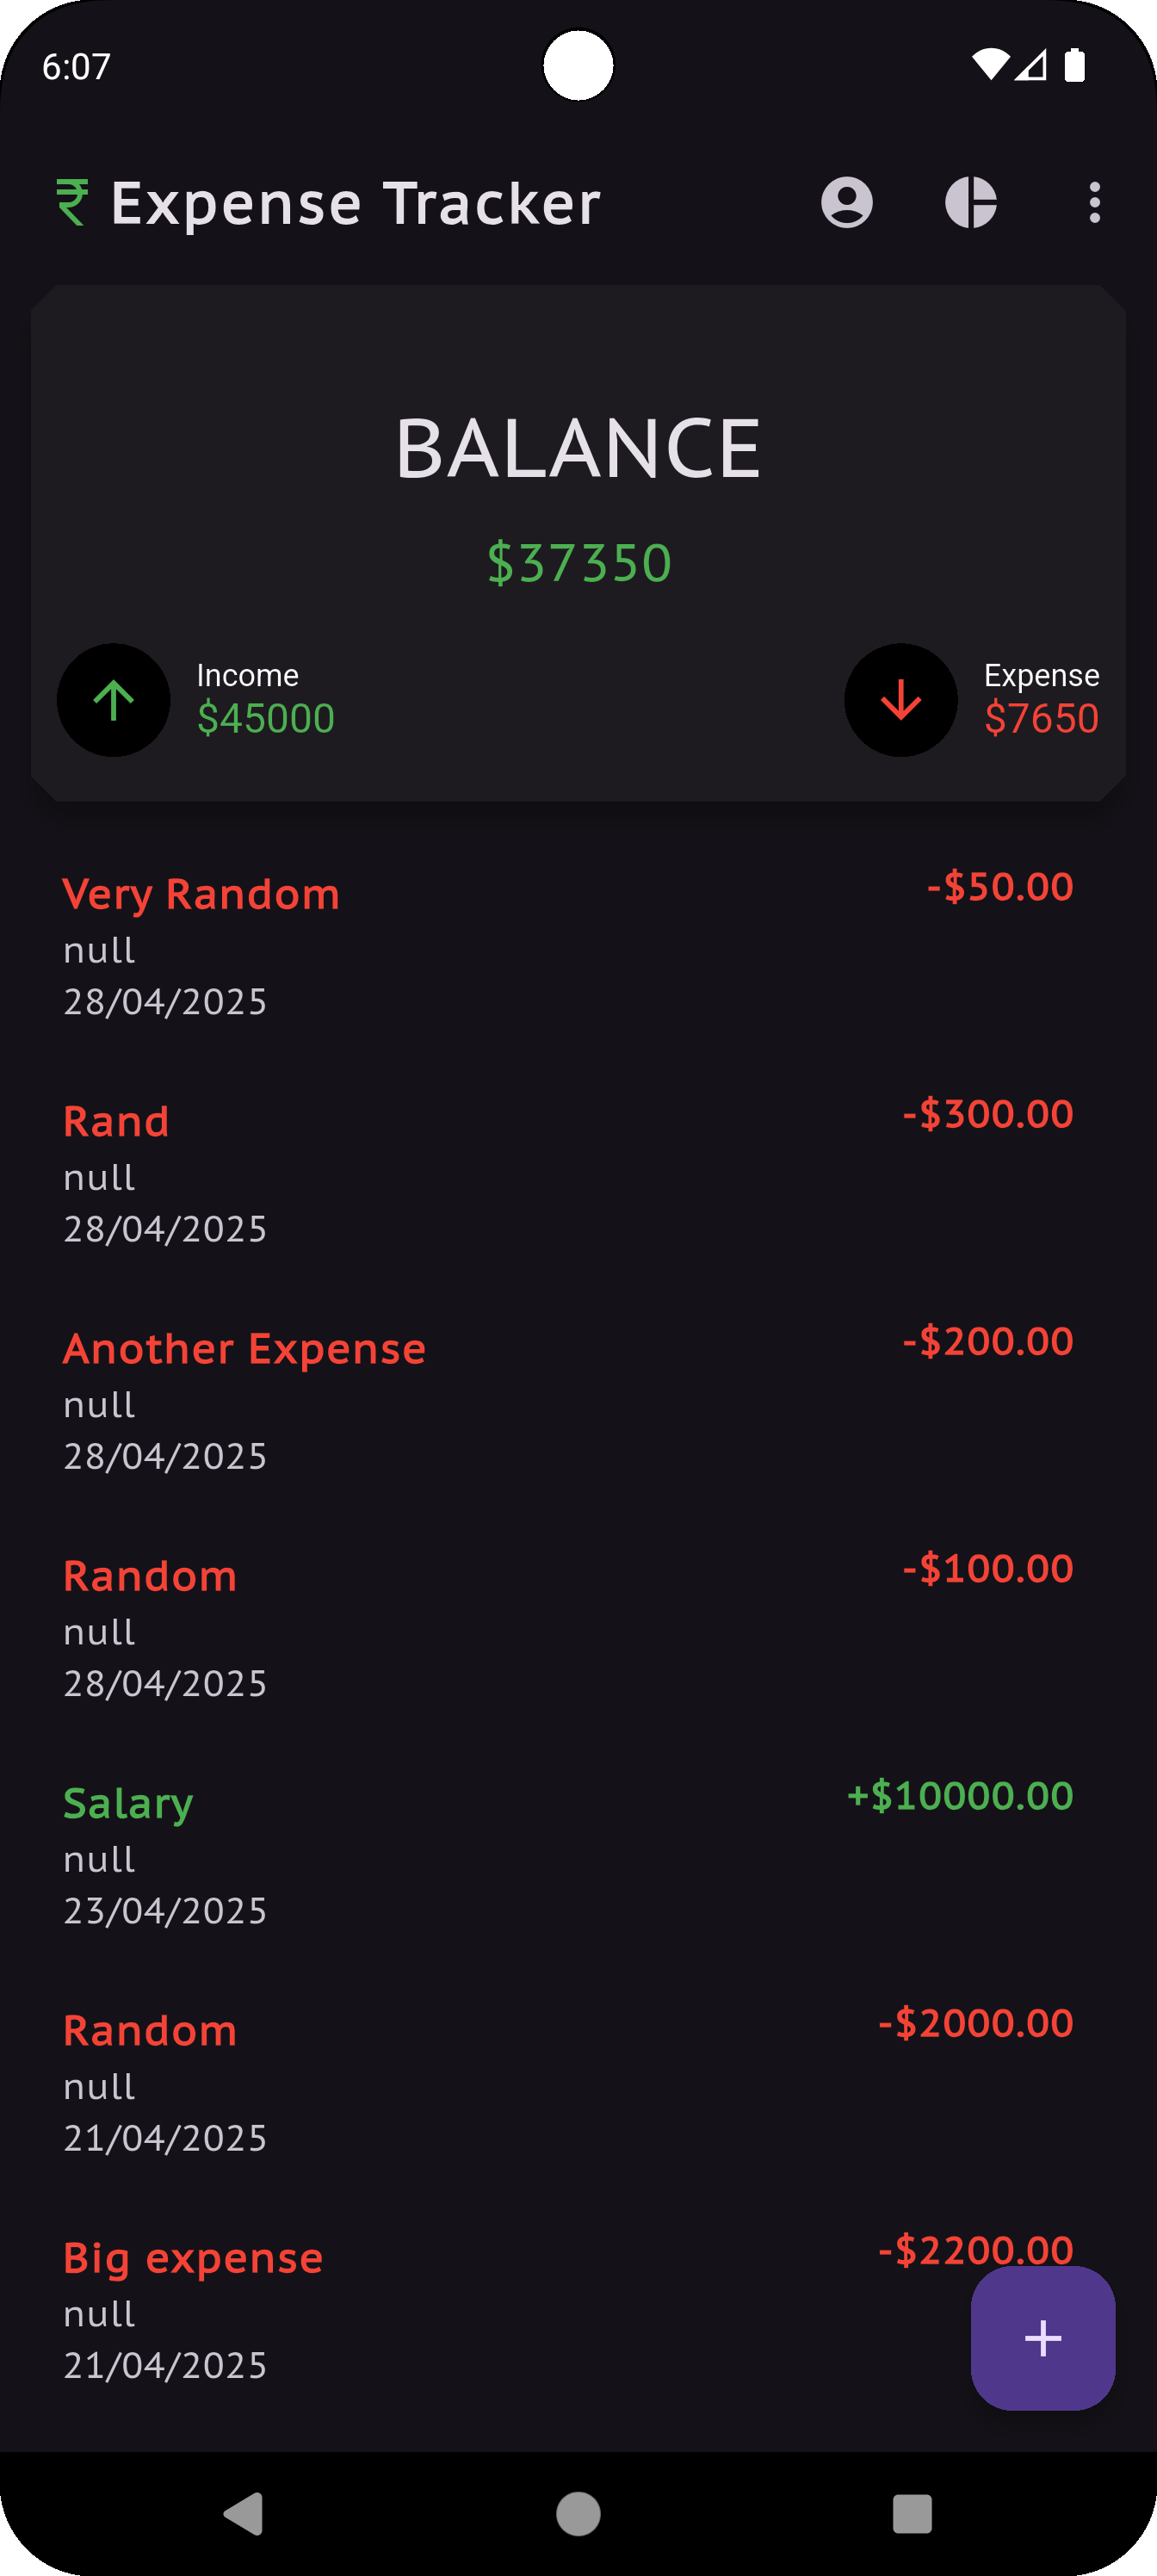 6:07
₹ Expense Tracker
BALANCE
$37350
Income
$45000
Expense
$7650
Very Random
-$50.00
null
28/04/2025
Rand
-$300.00
null
28/04/2025
Another Expense
-$200.00
null
28/04/2025
Random
-$100.00
null
28/04/2025
Salary
+$10000.00
null
23/04/2025
Random
-$2000.00
null
21/04/2025
Big expense
-$2200.00
null
21/04/2025